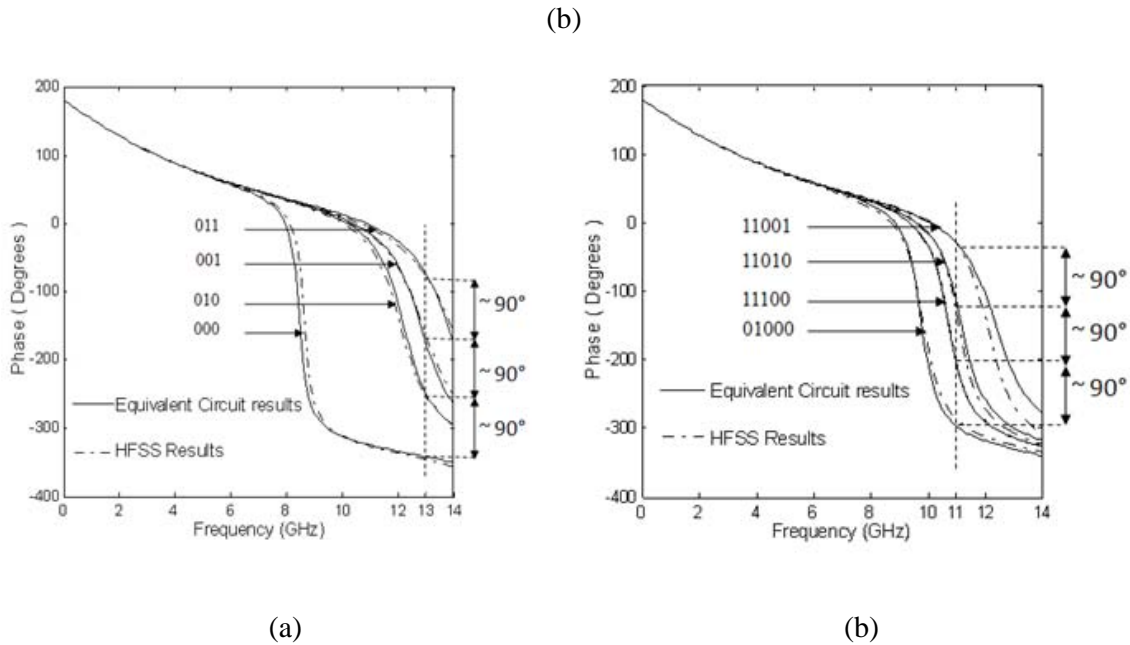 (b)
200
100
0
-100
-200
-300
-400
Phase ( Degrees)
011
001
010
000
Equivalent Circuit results
HFSS Results
~ 90°
~ 90°
~ 90°
0 2 4 6 8 10 12 13 14
Frequency (GHz)
(a)
200
100
0
-100
-200
-300
-400
Phase ( Degrees)
11001
11010
11100
01000
Equivalent Circuit results
HFSS Results
~ 90°
~ 90°
~ 90°
0 2 4 6 8 10 11 12 14
Frequency (GHz)
(b)